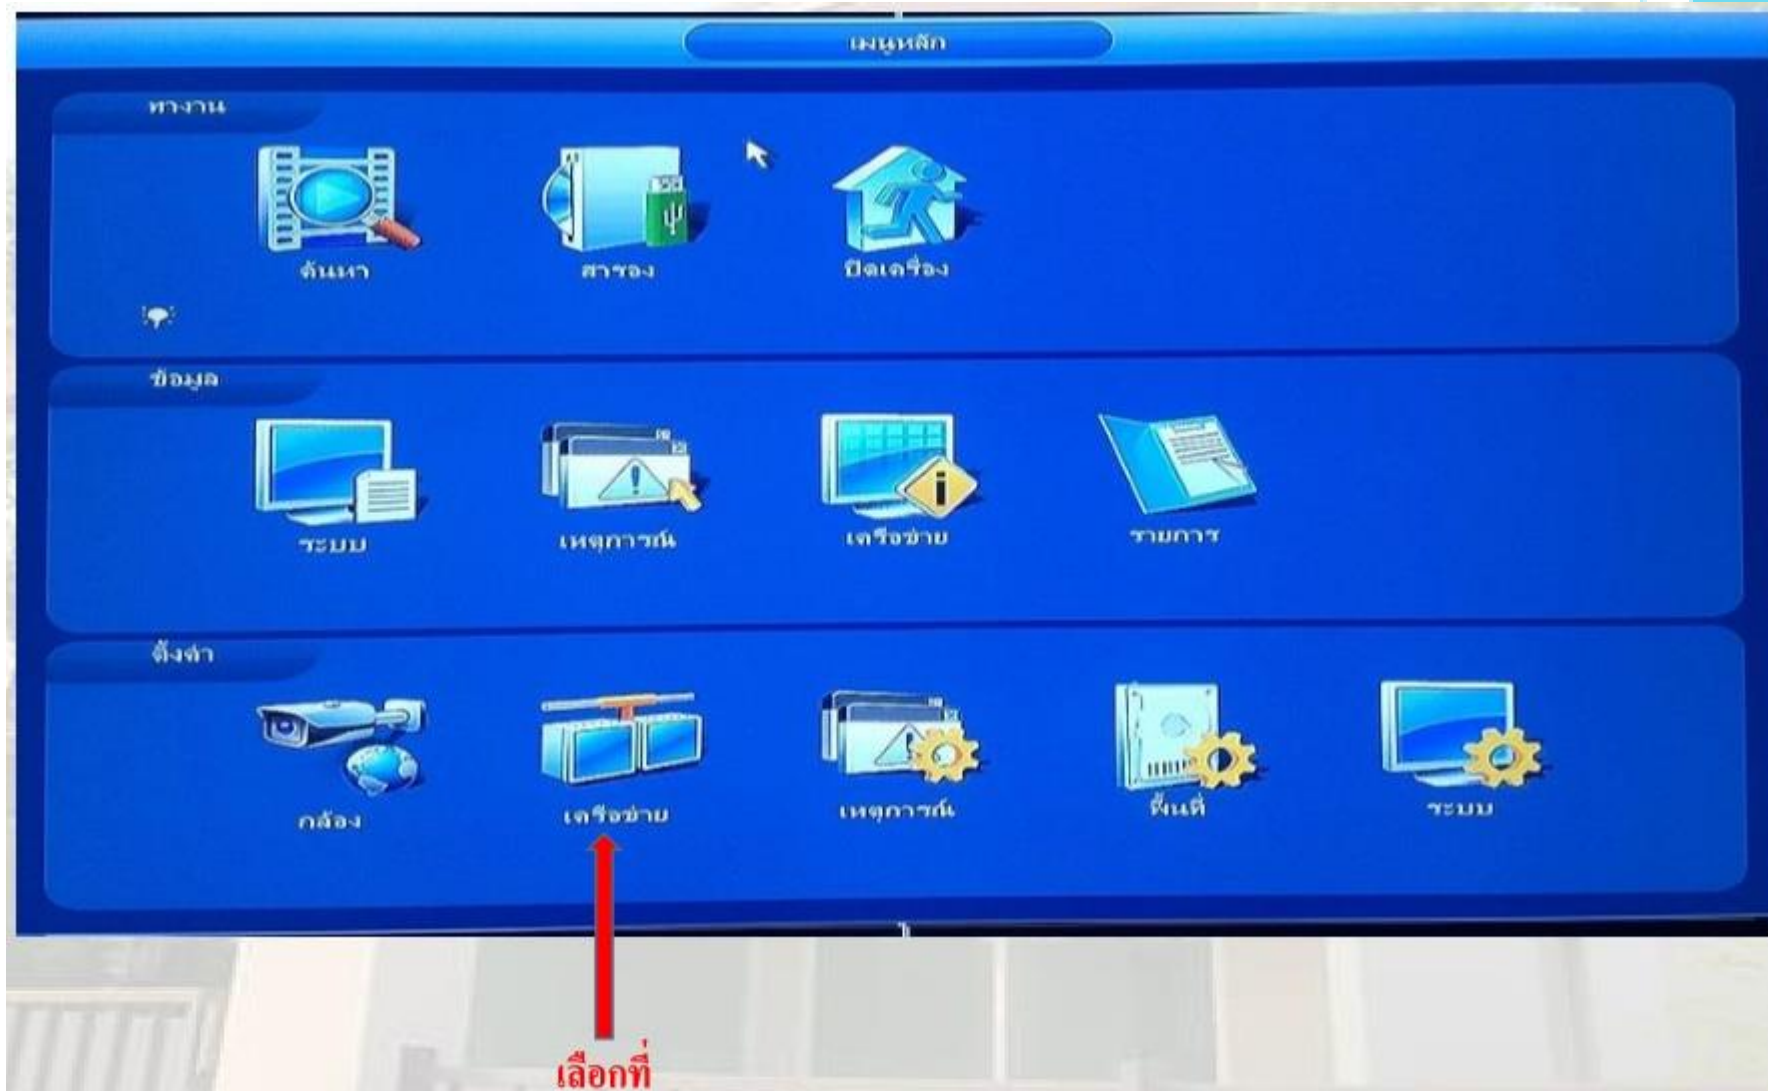 เมนูหลัก
ทางาน
ค้นหา
สารอง
ปิดเครื่อง
ข้อมูล
ระบบ
เหตุการณ์
เครือข่าย
รายการ
ตั้งค่า
กล้อง
เครือข่าย
เหตุการณ์
พื้นที่
ระบบ
เลือกที่